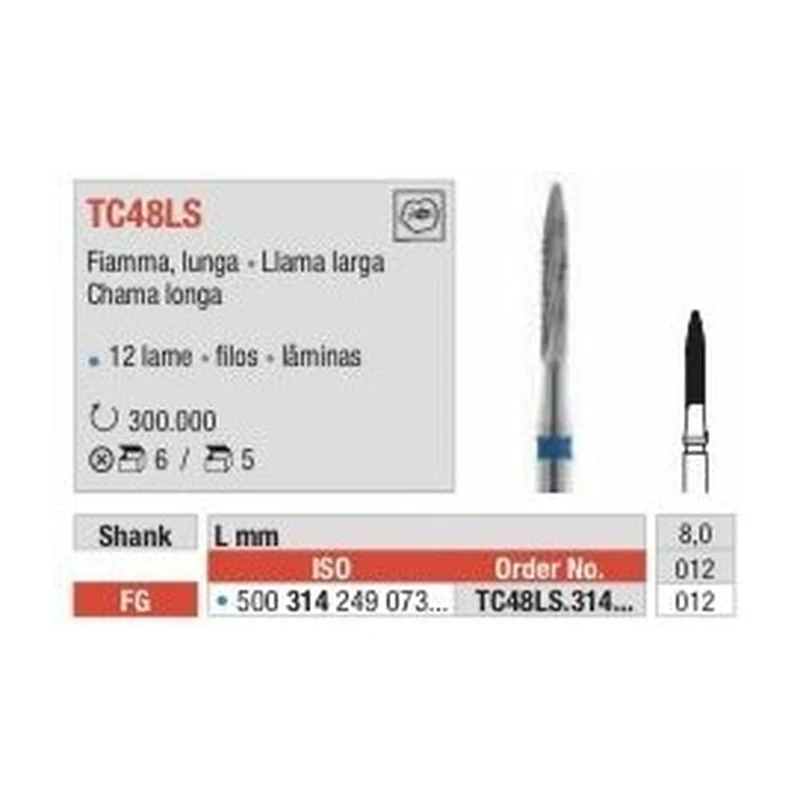 TC48LS
Fiamma, lunga • Llama larga
Chama longa
• 12 lame • filos • lâminas
300.000
6 / 5
Shank L mm 8,0
ISO Order No. 012
FG • 500 314 249 073... TC48LS.314... 012